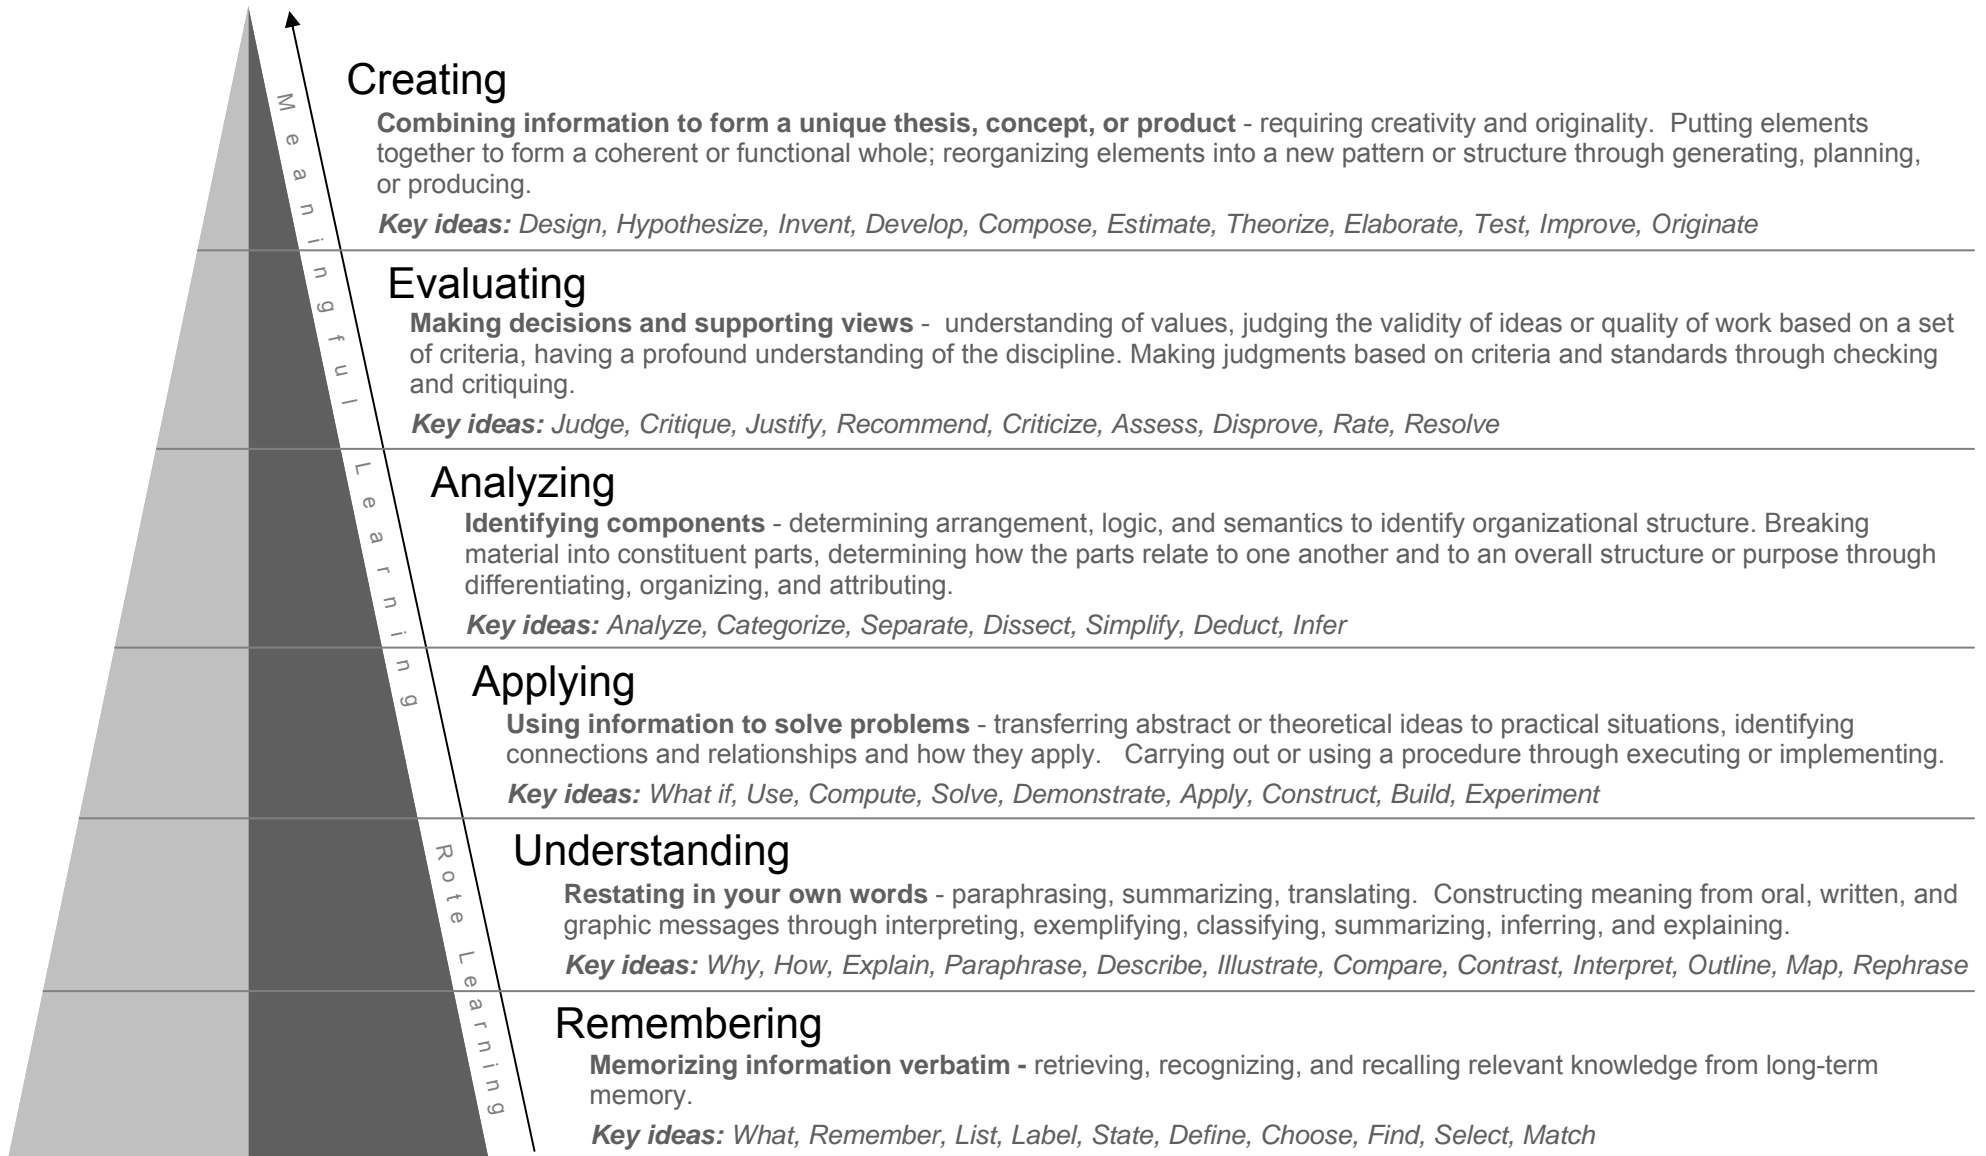 Creating
Combining information to form a unique thesis, concept, or product - requiring creativity and originality.  Putting elements
together to form a coherent or functional whole; reorganizing elements into a new pattern or structure through generating, planning,
or producing.
Key ideas: Design, Hypothesize, Invent, Develop, Compose, Estimate, Theorize, Elaborate, Test, Improve, Originate
Evaluating
Making decisions and supporting views -  understanding of values, judging the validity of ideas or quality of work based on a set
of criteria, having a profound understanding of the discipline. Making judgments based on criteria and standards through checking
and critiquing.
Key ideas: Judge, Critique, Justify, Recommend, Criticize, Assess, Disprove, Rate, Resolve
Analyzing
Identifying components - determining arrangement, logic, and semantics to identify organizational structure. Breaking
material into constituent parts, determining how the parts relate to one another and to an overall structure or purpose through
differentiating, organizing, and attributing.
Key ideas: Analyze, Categorize, Separate, Dissect, Simplify, Deduct, Infer
Applying
Using information to solve problems - transferring abstract or theoretical ideas to practical situations, identifying
connections and relationships and how they apply.   Carrying out or using a procedure through executing or implementing.
Key ideas: What if, Use, Compute, Solve, Demonstrate, Apply, Construct, Build, Experiment
Understanding
Restating in your own words - paraphrasing, summarizing, translating.  Constructing meaning from oral, written, and
graphic messages through interpreting, exemplifying, classifying, summarizing, inferring, and explaining.
Key ideas: Why, How, Explain, Paraphrase, Describe, Illustrate, Compare, Contrast, Interpret, Outline, Map, Rephrase
Remembering
Memorizing information verbatim - retrieving, recognizing, and recalling relevant knowledge from long-term
memory.
Key ideas: What, Remember, List, Label, State, Define, Choose, Find, Select, Match
Meaningful Learning
Rote Learning